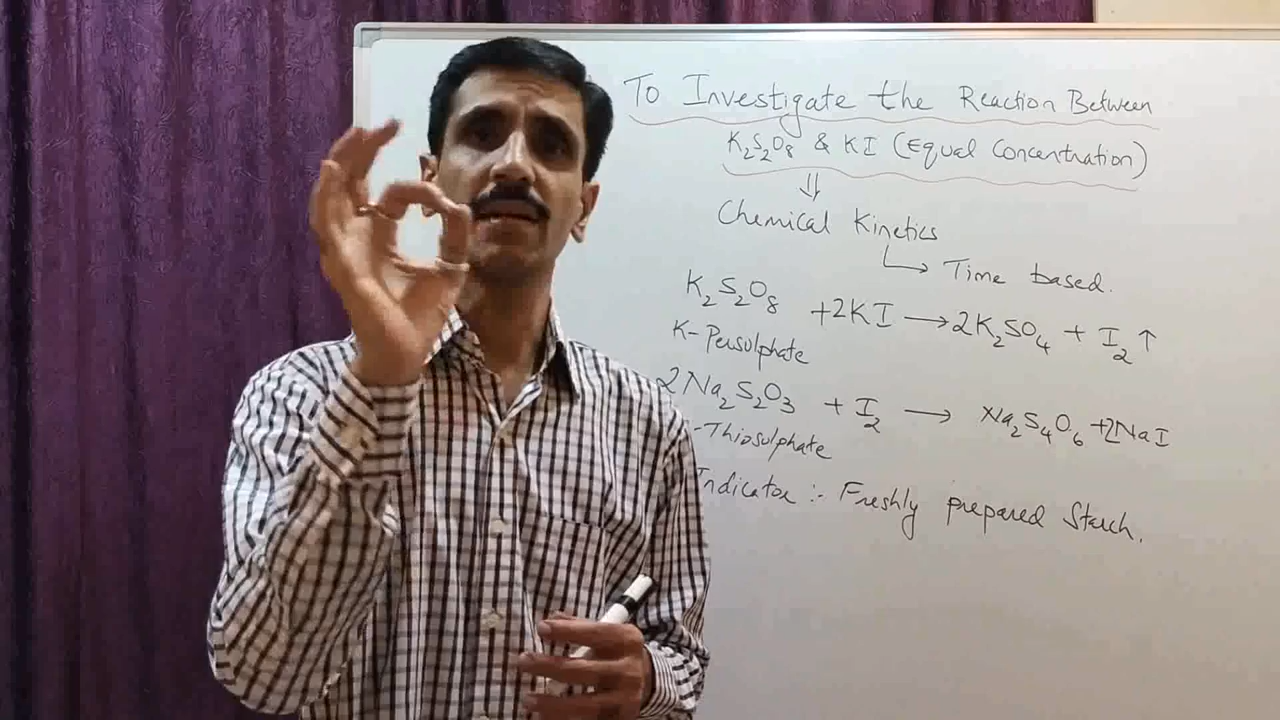 To Investigate the Reaction Between
K₂S₂O₈ & KI (Equal Concentration)
⇓
Chemical Kinetics
↳ Time based.
K₂S₂O₈ + 2KI → 2K₂SO₄ + I₂ ↑
K-Persulphate
2Na₂S₂O₃ + I₂ → Na₂S₄O₆ + 2NaI
-Thiosulphate
Indicator :- Freshly prepared Starch.